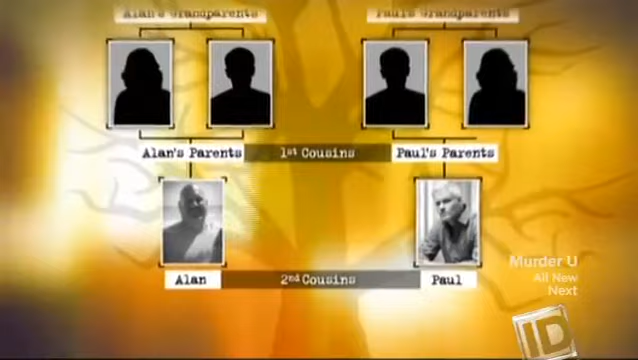 Alan's Grandparents Paul's Grandparents
Alan's Parents 1st Cousins Paul's Parents
Alan 2nd Cousins Paul
Murder U
All New
Next
ID